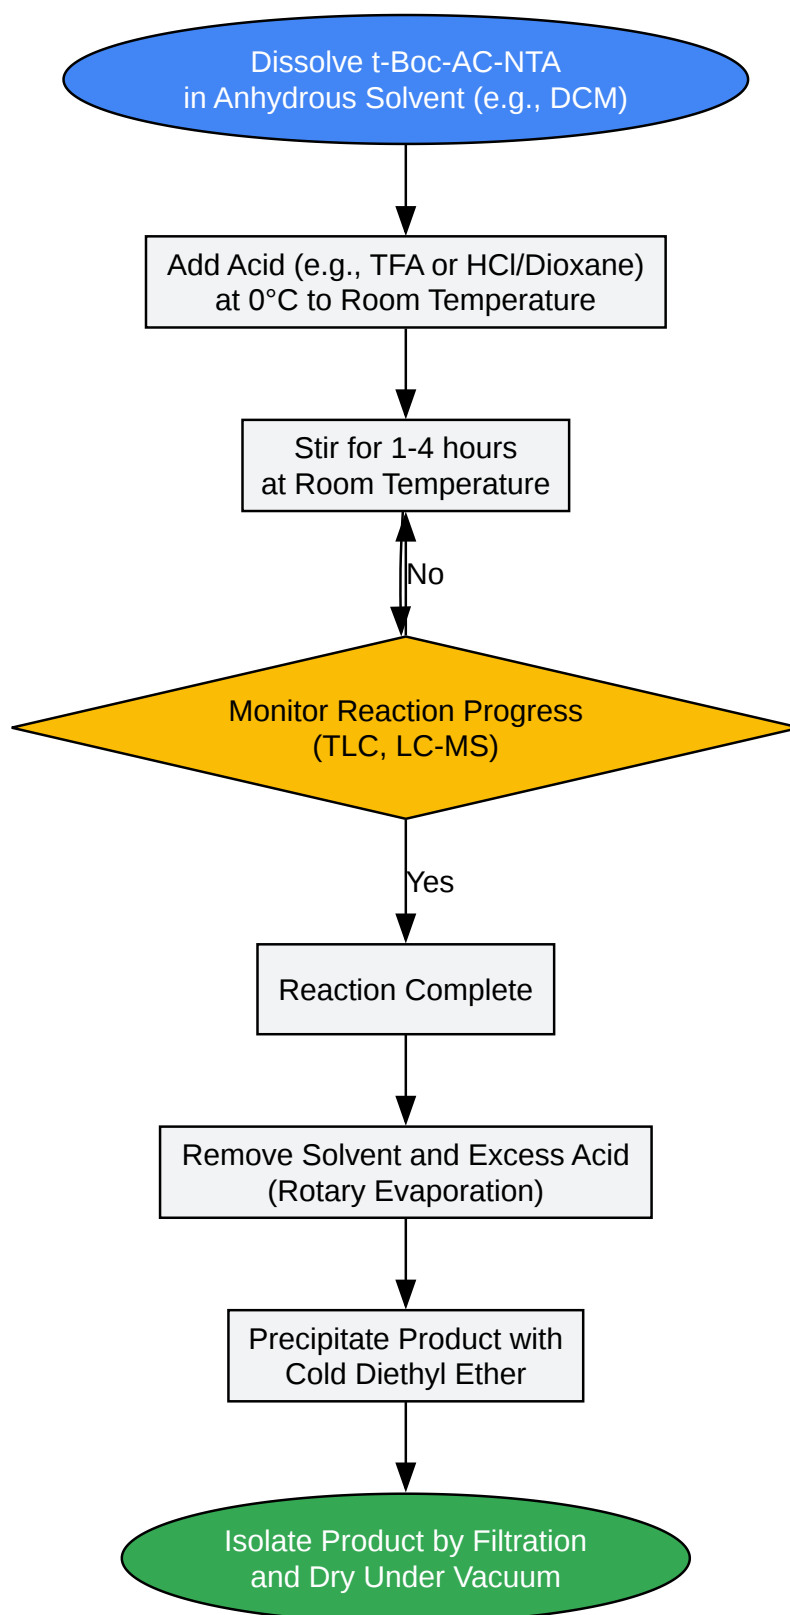 Dissolve t-Boc-AC-NTA
in Anhydrous Solvent (e.g., DCM)
Add Acid (e.g., TFA or HCl/Dioxane)
at 0°C to Room Temperature
Stir for 1-4 hours
at Room Temperature
No
Monitor Reaction Progress
(TLC, LC-MS)
Yes
Reaction Complete
Remove Solvent and Excess Acid
(Rotary Evaporation)
Precipitate Product with
Cold Diethyl Ether
Isolate Product by Filtration
and Dry Under Vacuum